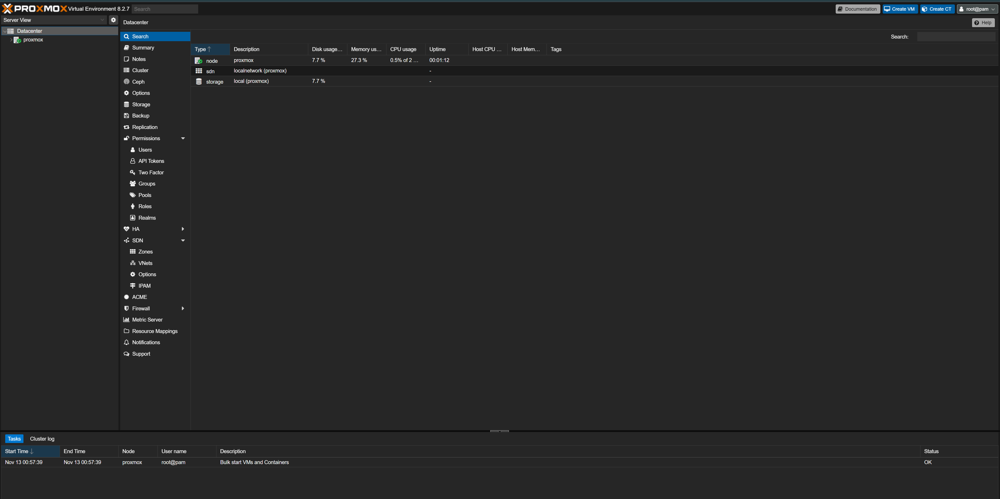 PROXMOX Virtual Environment 8.2.7 Search Documentation Create VM Create CT root@pam
Server View
Datacenter
proxmox
Datacenter Help
Search
Summary
Notes
Cluster
Ceph
Options
Storage
Backup
Replication
Permissions
Users
API Tokens
Two Factor
Groups
Pools
Roles
Realms
HA
SDN
Zones
VNets
Options
IPAM
ACME
Firewall
Metric Server
Resource Mappings
Notifications
Support
Search:
Type Description Disk usage... Memory us... CPU usage Uptime Host CPU ... Host Mem... Tags
node proxmox 7.7 % 27.3 % 0.5% of 2 ... 00:01:12
sdn localnetwork (proxmox) -
storage local (proxmox) 7.7 % -
Tasks Cluster log
Start Time End Time Node User name Description Status
Nov 13 00:57:39 Nov 13 00:57:39 proxmox root@pam Bulk start VMs and Containers OK